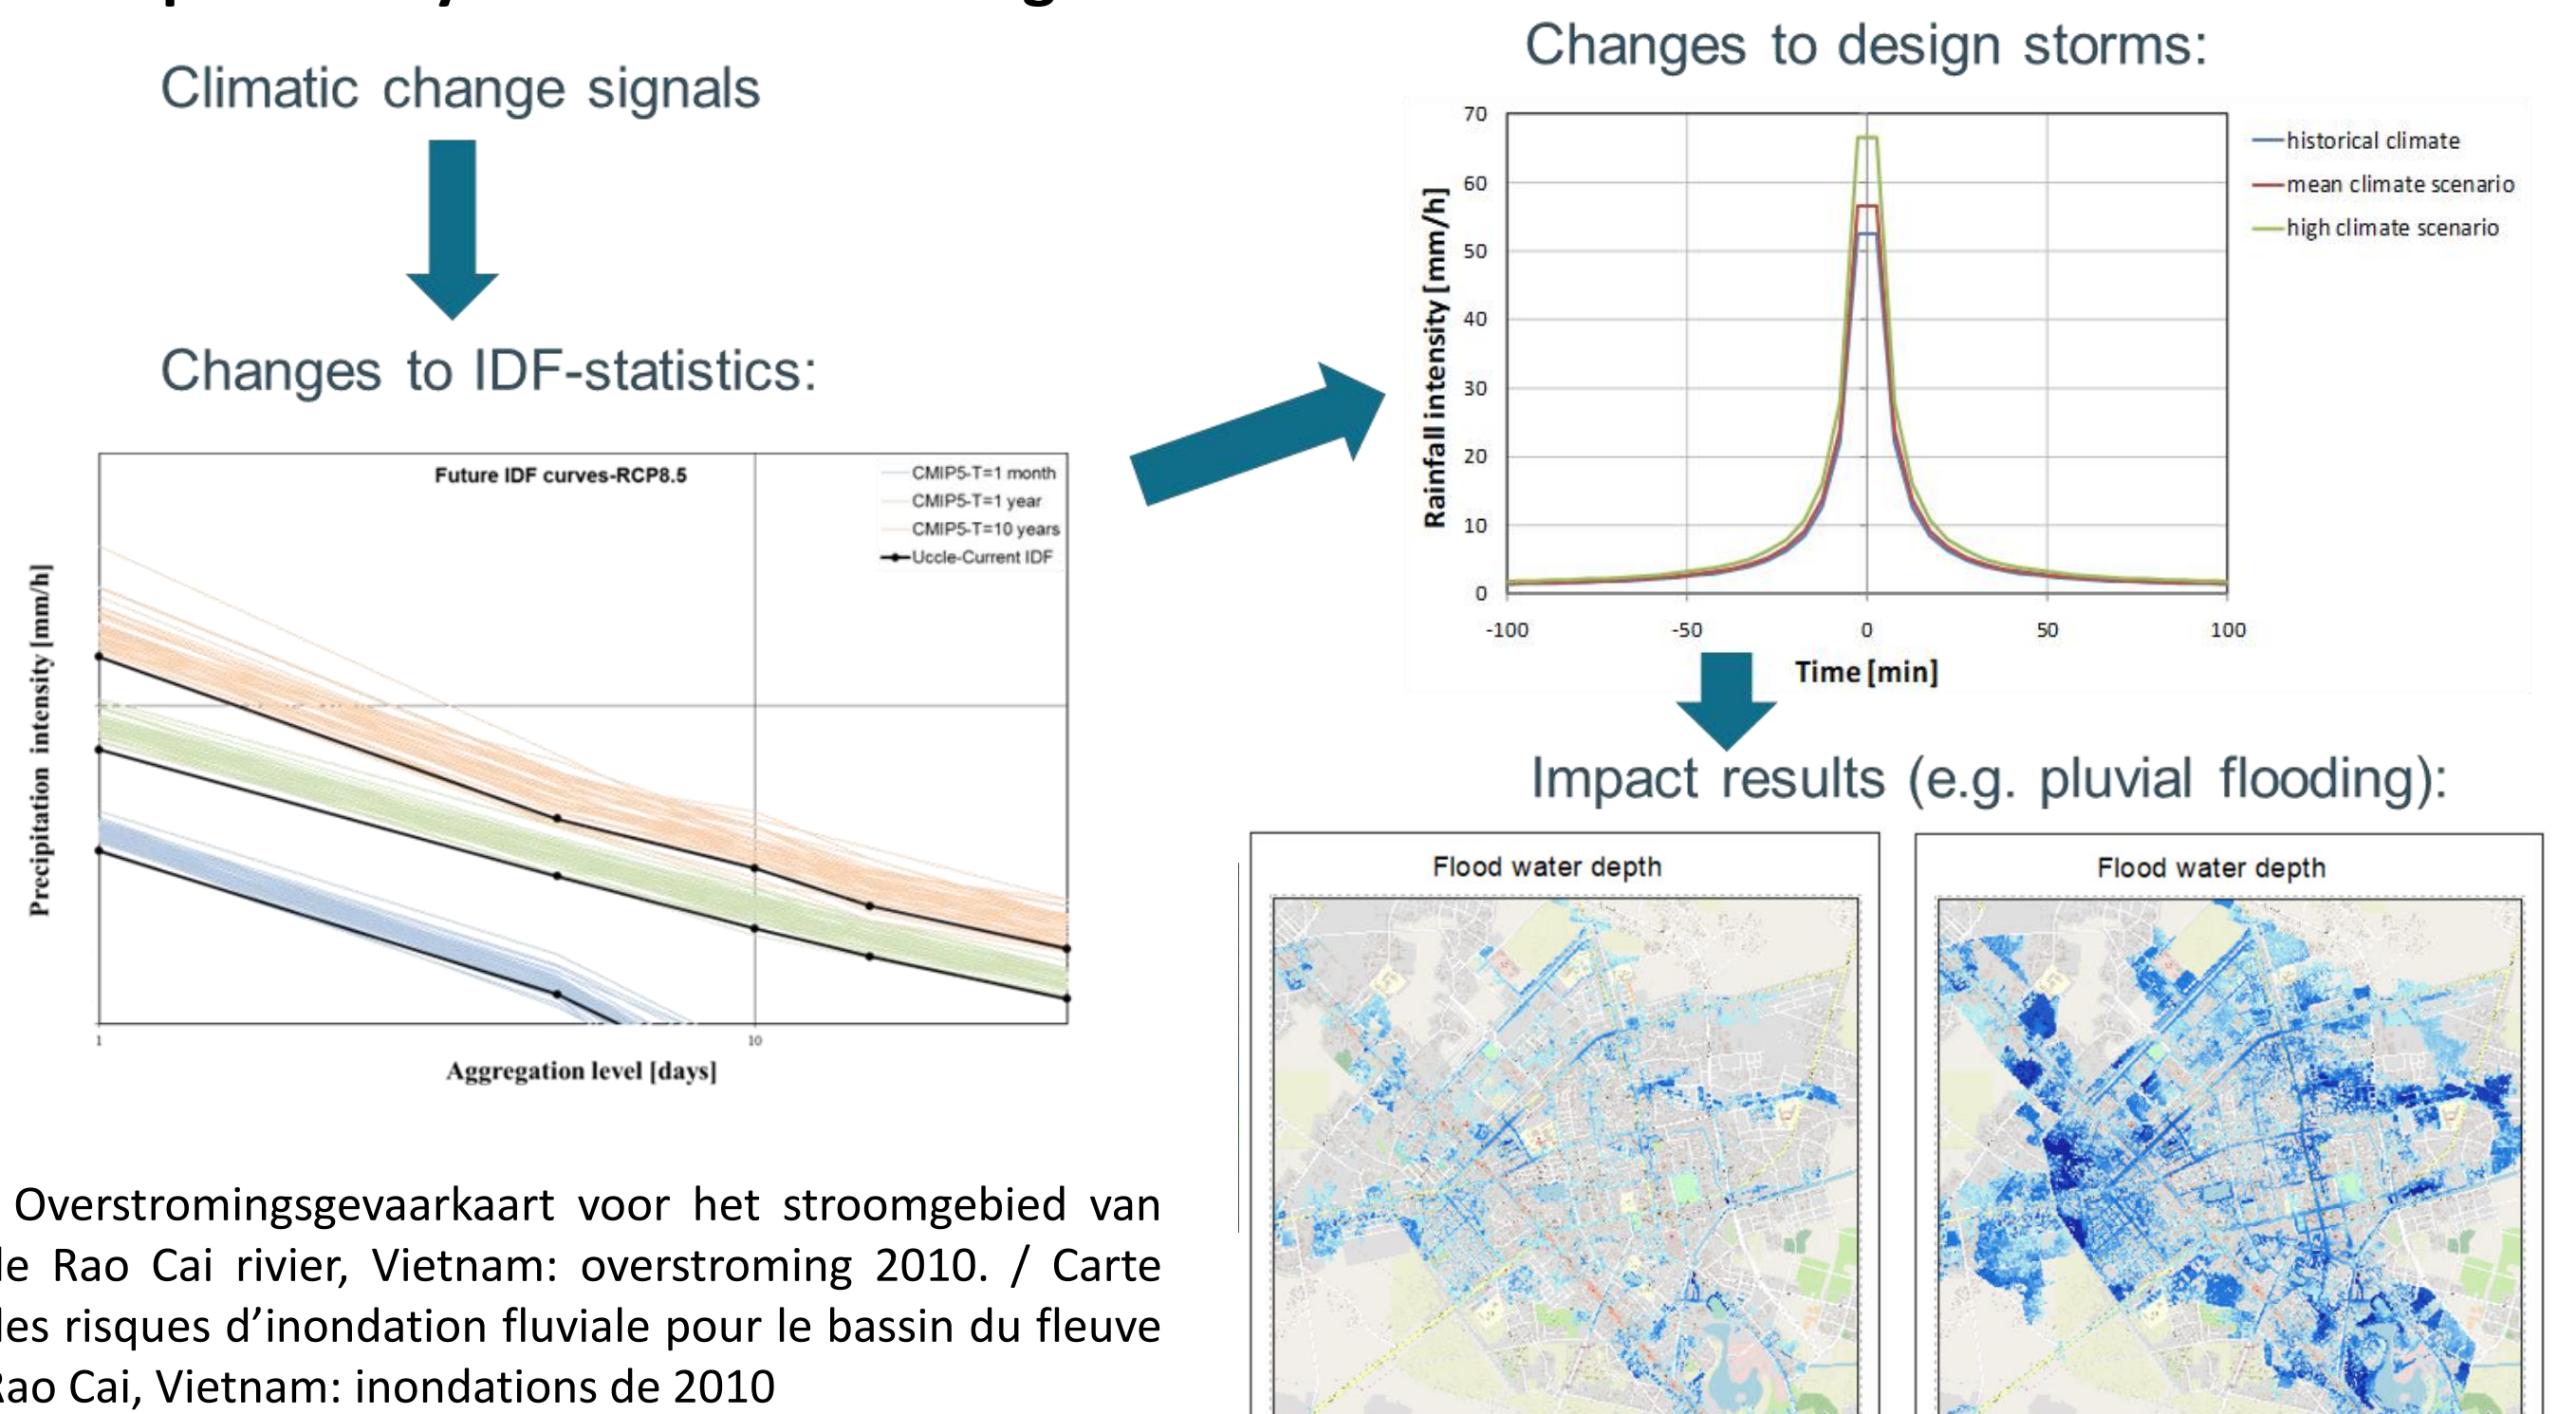 Climatic change signals
Changes to IDF-statistics:
Future IDF curves-RCP8.5
CMIP5-T=1 month
CMIP5-T=1 year
CMIP5-T=10 years
Uccle-Current IDF
Precipitation intensity [mm/h]
1
10
Aggregation level [days]
Overstromingsgevaarkaart voor het stroomgebied van
Rao Cai rivier, Vietnam: overstroming 2010. / Carte
risques d’inondation fluviale pour le bassin du fleuve
Rao Cai, Vietnam: inondations de 2010
Changes to design storms:
70
60
50
40
30
20
10
0
Rainfall intensity [mm/h]
-100
-50
0
50
100
Time [min]
historical climate
mean climate scenario
high climate scenario
Impact results (e.g. pluvial flooding):
Flood water depth
Flood water depth